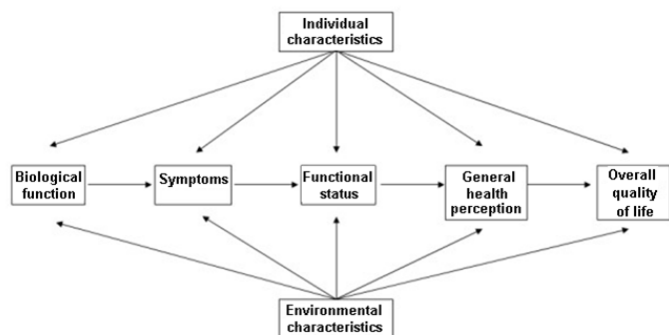 Individual
characteristics
Biological
function
Symptoms
Functional
status
General
health
perception
Overall
quality
of life
Environmental
characteristics